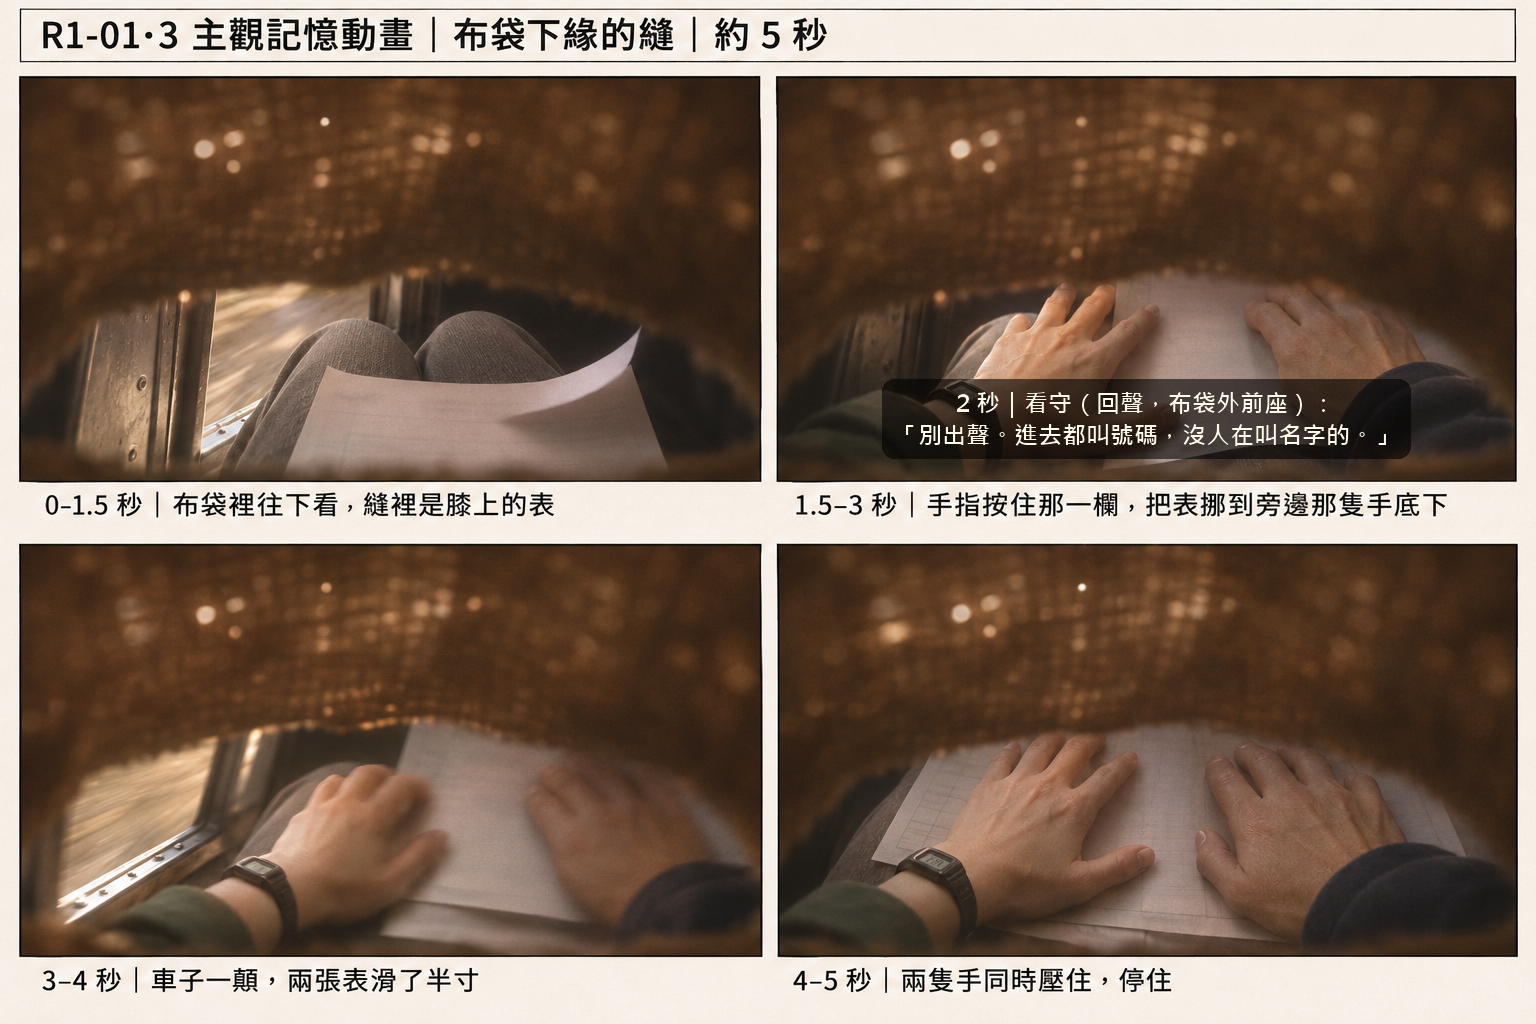 R1-01·3 主觀記憶動畫｜布袋下緣的縫｜約 5 秒
0–1.5 秒｜布袋裡往下看，縫裡是膝上的表
2 秒｜看守（回聲，布袋外前座）：
「別出聲。進去都叫號碼，沒人在叫名字的。」
1.5–3 秒｜手指按住那一欄，把表挪到旁邊那隻手底下
3–4 秒｜車子一顛，兩張表滑了半寸
4–5 秒｜兩隻手同時壓住，停住